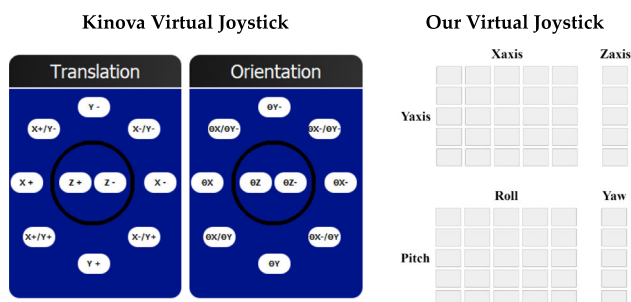 Kinova Virtual Joystick
Our Virtual Joystick
Translation
Y -
X+/Y-
X-/Y-
X +
Z +
Z -
X -
X+/Y+
X-/Y+
Y +
Orientation
ΘY-
ΘX/ΘY-
ΘX-/ΘY-
ΘX
ΘZ
ΘZ-
ΘX-
ΘX/ΘY
ΘX-/ΘY
ΘY
Xaxis
Zaxis
Yaxis
Roll
Yaw
Pitch